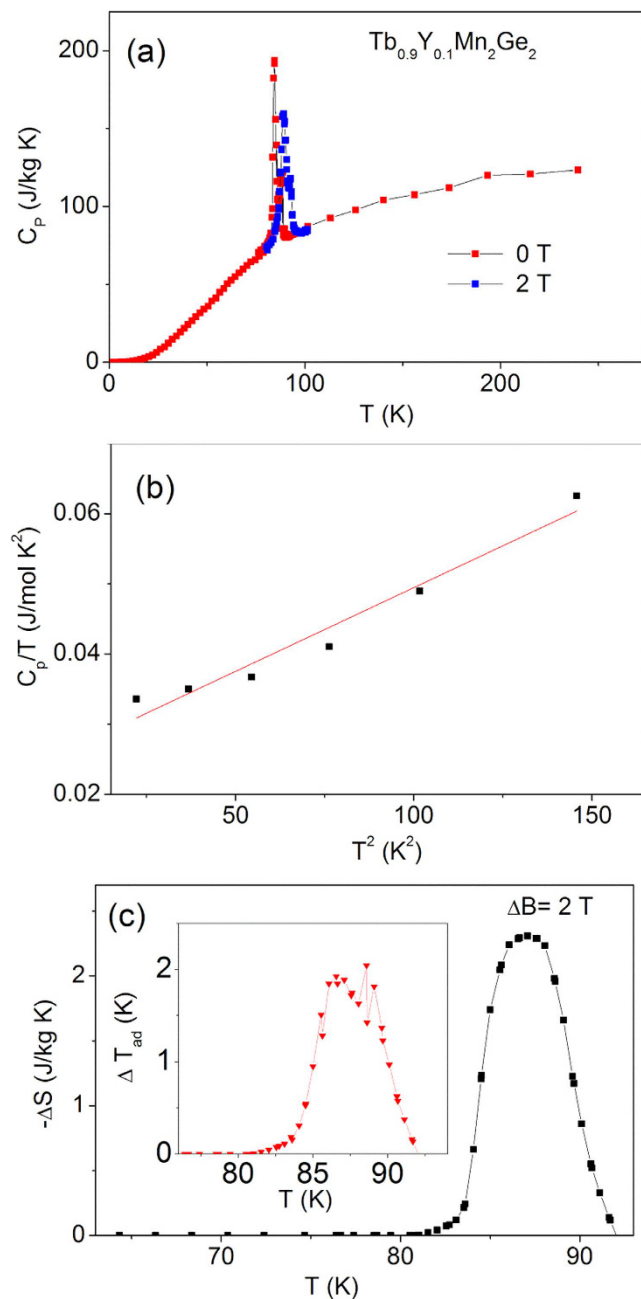 (a)
Tb0.9Y0.1Mn2Ge2
200
100
0
CP (J/kg K)
0 T
2 T
0 100 200
T (K)
(b)
0.06
0.04
0.02
Cp/T (J/mol K2)
50 100 150
T2 (K2)
(c)
ΔB= 2 T
2
1
0
-ΔS (J/kg K)
2
1
0
Δ Tad (K)
80 85 90
T (K)
70 80 90
T (K)